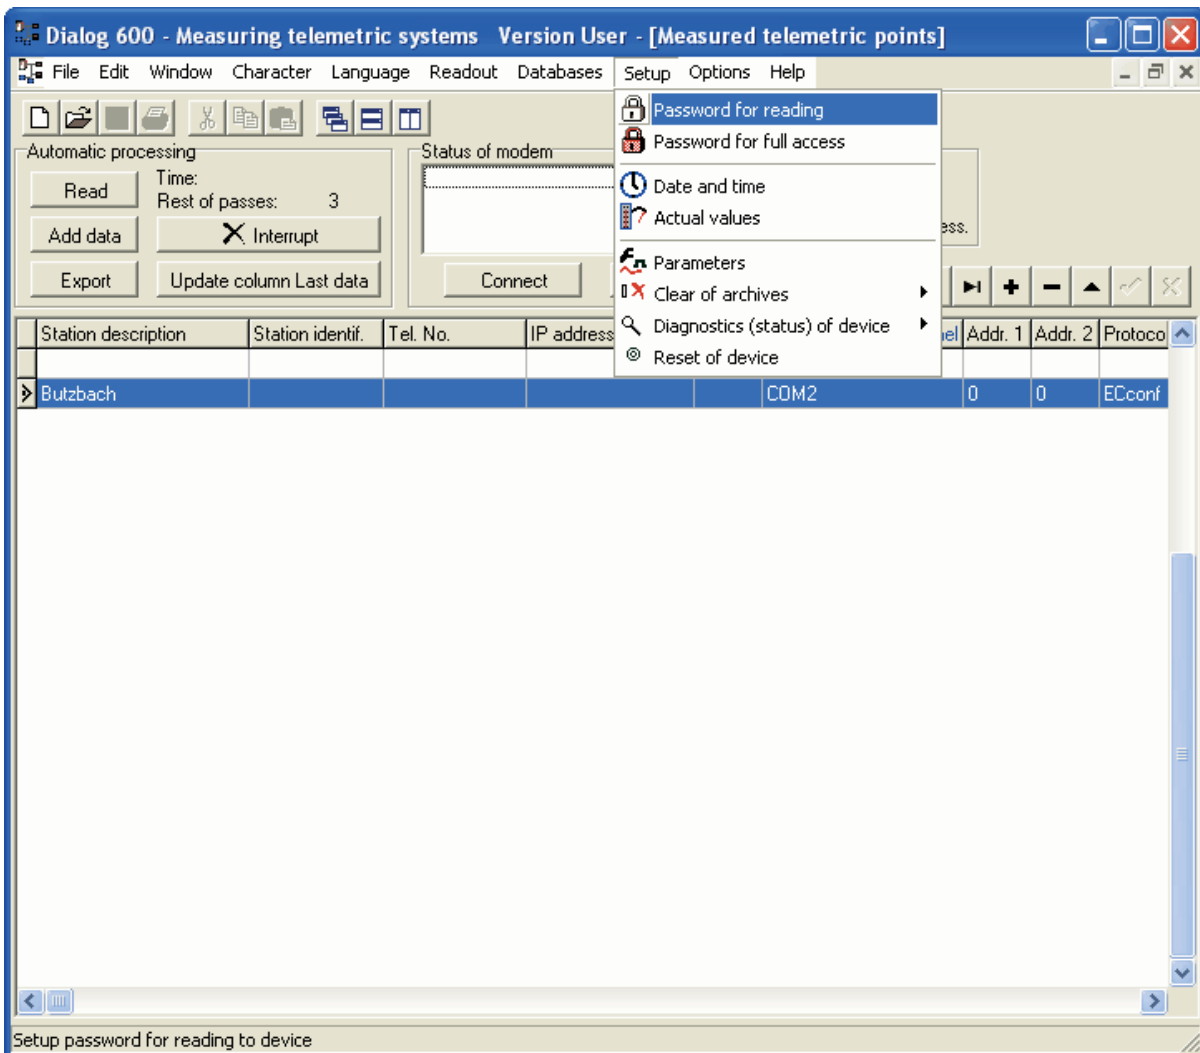 Dialog 600 - Measuring telemetric systems Version User - [Measured telemetric points]
File Edit Window Character Language Readout Databases Setup Options Help
Password for reading
Password for full access
Date and time
Actual values
Parameters
Clear of archives
Diagnostics (status) of device
Reset of device
Automatic processing
Read
Time:
Rest of passes: 3
Add data
Interrupt
Export
Update column Last data
Status of modem
Connect
Station description Station identif. Tel. No. IP address Addr. 1 Addr. 2 Protoco
Butzbach COM2 0 0 ECconf
Setup password for reading to device